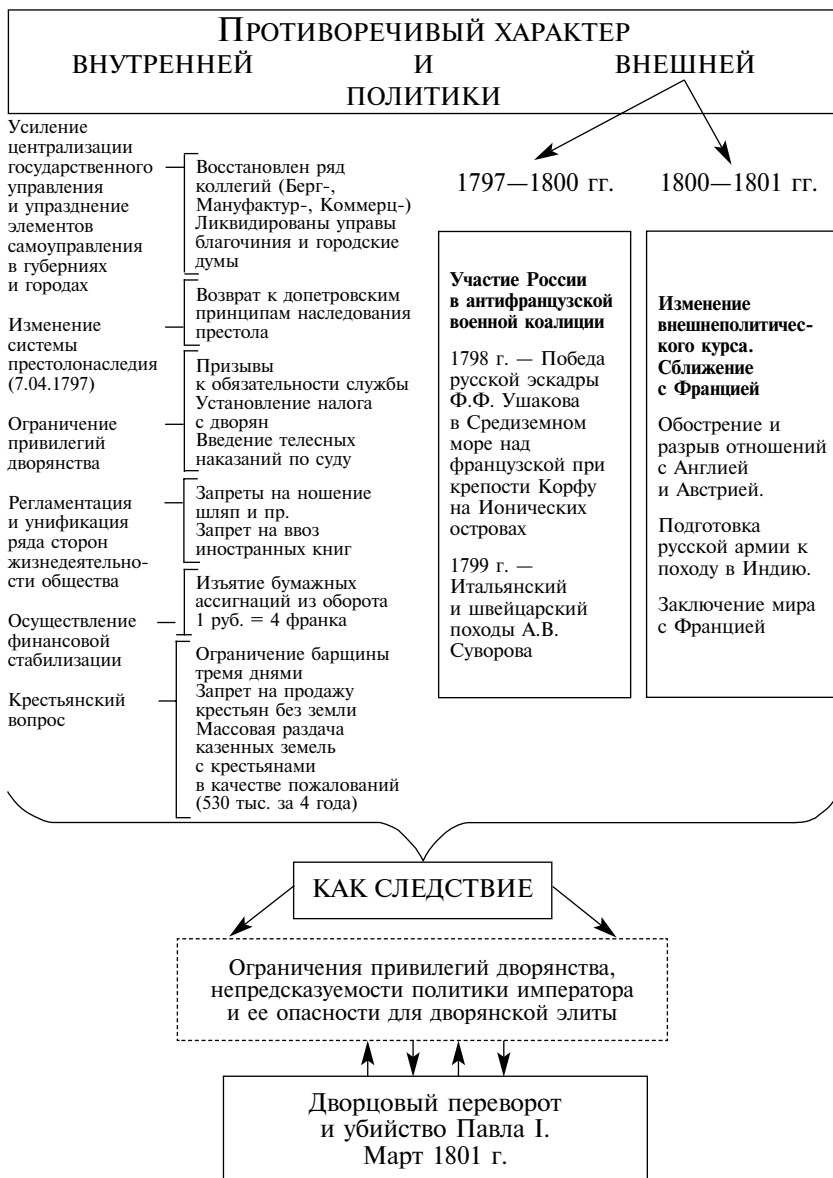 ПРОТИВОРЕЧИВЫЙ ХАРАКТЕР
ВНУТРЕННЕЙ И ВНЕШНЕЙ
ПОЛИТИКИ
Усиление
централизации
государственного
управления
и упразднение
элементов
самоуправления
в губерниях
и городах
Восстановлен ряд
коллегий (Берг-,
Мануфактур-, Коммерц-)
Ликвидированы управы
благочиния и городские
думы
Изменение
системы
престолонаследия
(7.04.1797)
Возврат к допетровским
принципам наследования
престола
Ограничение
привилегий
дворянства
Призывы
к обязательности службы
Установление налога
с дворян
Введение телесных
наказаний по суду
Регламентация
и унификация
ряда сторон
жизнедеятельно-
сти общества
Запреты на ношение
шляп и пр.
Запрет на ввоз
иностранных книг
Осуществление
финансовой
стабилизации
Изъятие бумажных
ассигнаций из оборота
1 руб. = 4 франка
Крестьянский
вопрос
Ограничение барщины
тремя днями
Запрет на продажу
крестьян без земли
Массовая раздача
казенных земель
с крестьянами
в качестве пожалований
(530 тыс. за 4 года)
1797—1800 гг.
Участие России
в антифранцузской
военной коалиции
1798 г. — Победа
русской эскадры
Ф.Ф. Ушакова
в Средиземном
море над
французской при
крепости Корфу
на Ионических
островах
1799 г. —
Итальянский
и швейцарский
походы А.В.
Суворова
1800—1801 гг.
Изменение
внешнеполитичес-
кого курса.
Сближение
с Францией
Обострение и
разрыв отношений
с Англией
и Австрией.
Подготовка
русской армии к
походу в Индию.
Заключение мира
с Францией
КАК СЛЕДСТВИЕ
Ограничения привилегий дворянства,
непредсказуемости политики императора
и ее опасности для дворянской элиты
Дворцовый переворот
и убийство Павла I.
Март 1801 г.